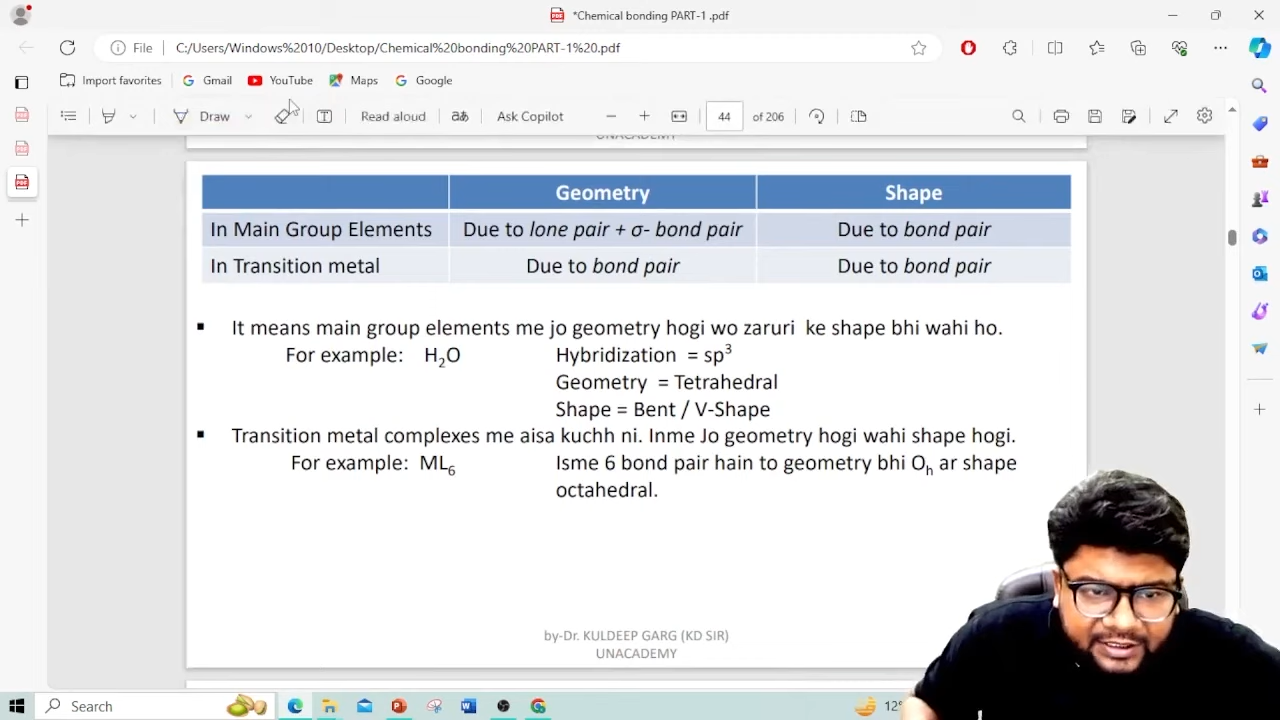 *Chemical bonding PART-1 .pdf
File C:/Users/Windows%2010/Desktop/Chemical%20bonding%20PART-1%20.pdf
Import favorites Gmail YouTube Maps Google
Draw Read aloud aあ Ask Copilot 44 of 206
UNACADEMY
Geometry Shape
In Main Group Elements Due to lone pair + σ- bond pair Due to bond pair
In Transition metal Due to bond pair Due to bond pair
▪ It means main group elements me jo geometry hogi wo zaruri ke shape bhi wahi ho.
For example: H₂O Hybridization = sp³
Geometry = Tetrahedral
Shape = Bent / V-Shape
▪ Transition metal complexes me aisa kuchh ni. Inme Jo geometry hogi wahi shape hogi.
For example: ML₆ Isme 6 bond pair hain to geometry bhi Oₕ ar shape
octahedral.
by-Dr. KULDEEP GARG (KD SIR)
UNACADEMY
Search 12°